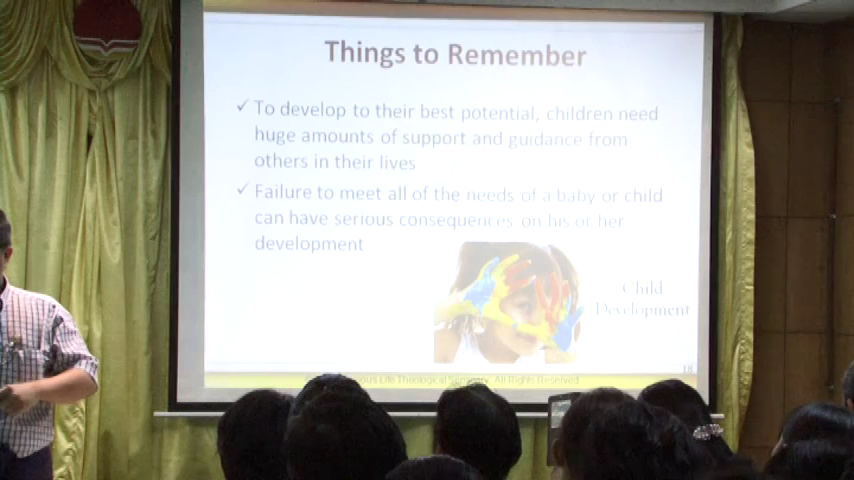 Things to Remember
✓ To develop to their best potential, children need
huge amounts of support and guidance from
others in their lives
✓ Failure to meet all of the needs of a baby or child
can have serious consequences on his or her
development
Child
Development
18
Life Theological Seminary. All Rights Reserved